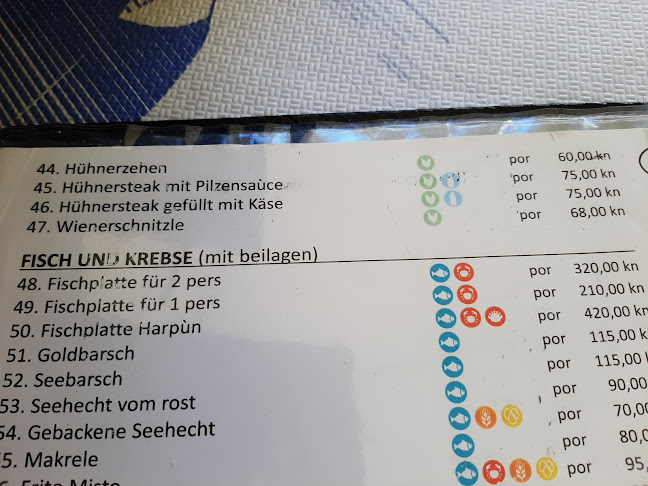 44. Hühnerzehen por 60,00 kn
45. Hühnersteak mit Pilzensaùce por 75,00 kn
46. Hühnersteak gefüllt mit Käse por 75,00 kn
47. Wienerschnitzle por 68,00 kn
FISCH UND KREBSE (mit beilagen)
48. Fischplatte für 2 pers por 320,00 kn
49. Fischplatte für 1 pers por 210,00 kn
50. Fischplatte Harpùn por 420,00 kn
51. Goldbarsch por 115,00 k
52. Seebarsch por 115,00
53. Seehecht vom rost por 90,00
54. Gebackene Seehecht por 70,00
5. Makrele por 80,0
Frito Misto por 95,